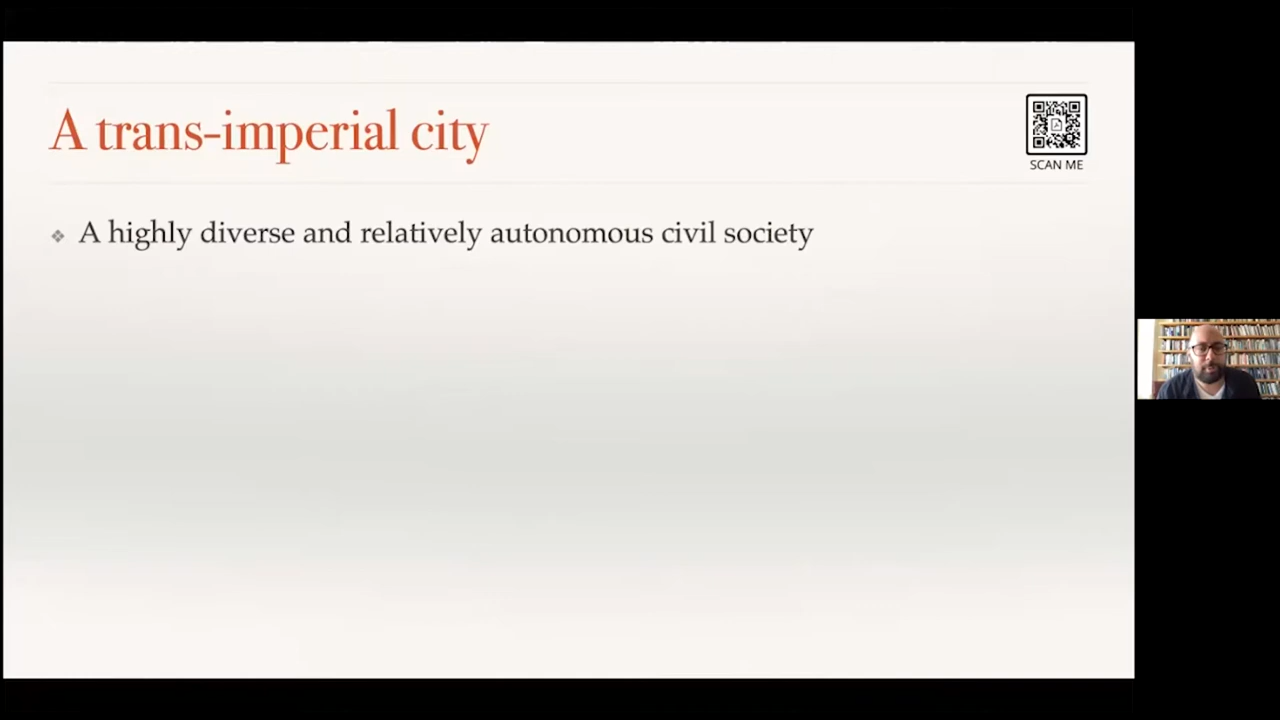 A trans-imperial city
SCAN ME
A highly diverse and relatively autonomous civil society